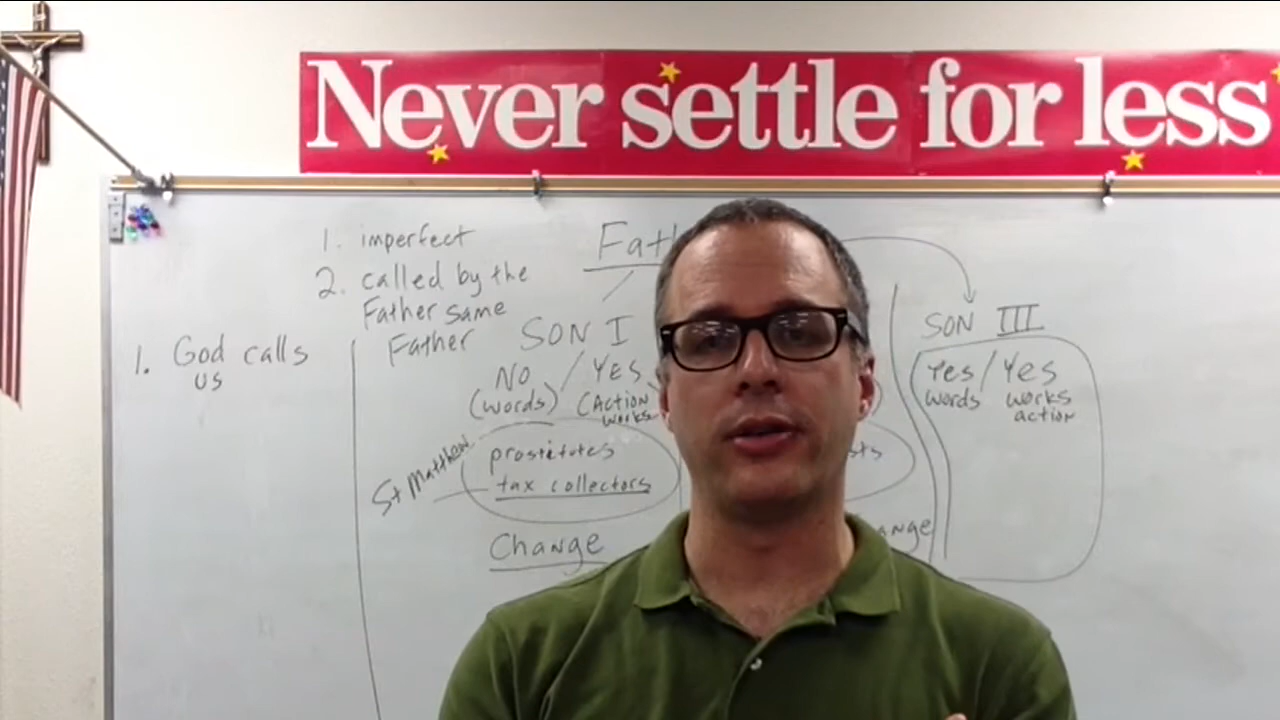 Never settle for less
1. imperfect
2. called by the
Father same
Father
1. God calls
us
SON I
NO / YES
(words) (ACTION
works
St Matthew
prostitutes
tax collectors
Change
SON III
Yes / Yes
words works
action